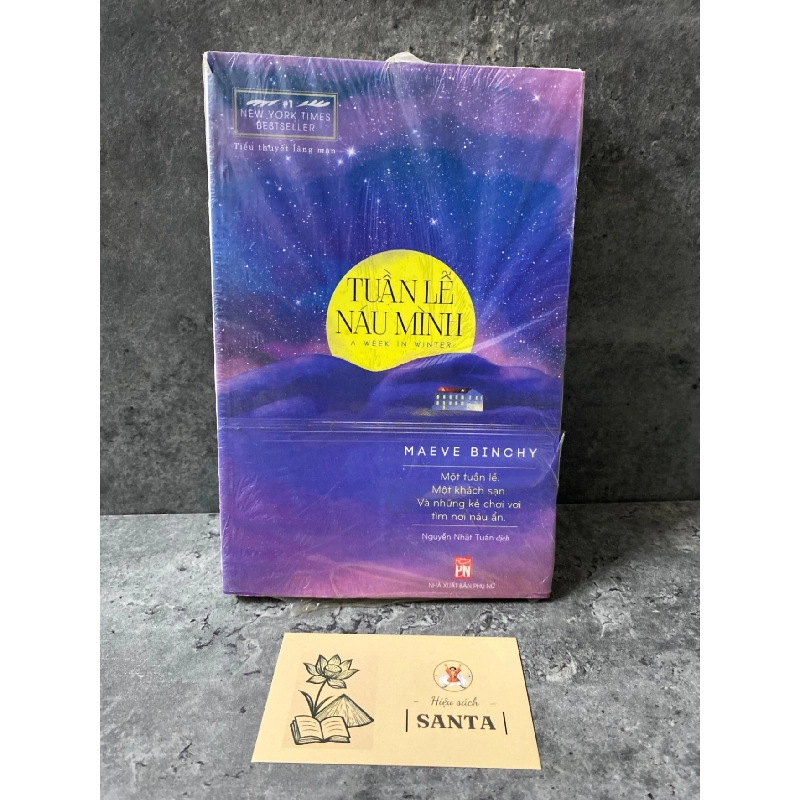 #1
NEW YORK TIMES
BESTSELLER
Tiểu thuyết lãng mạn
TUẦN LỄ
NÁU MÌNH
A WEEK IN WINTER
MAEVE BINCHY
Một tuần lễ.
Một khách sạn
Và những kẻ chơi vơi
tìm nơi náu ẩn.
Nguyễn Nhật Tuấn dịch
PN
NHÀ XUẤT BẢN PHỤ NỮ
- Hiệu sách -
| SANTA |